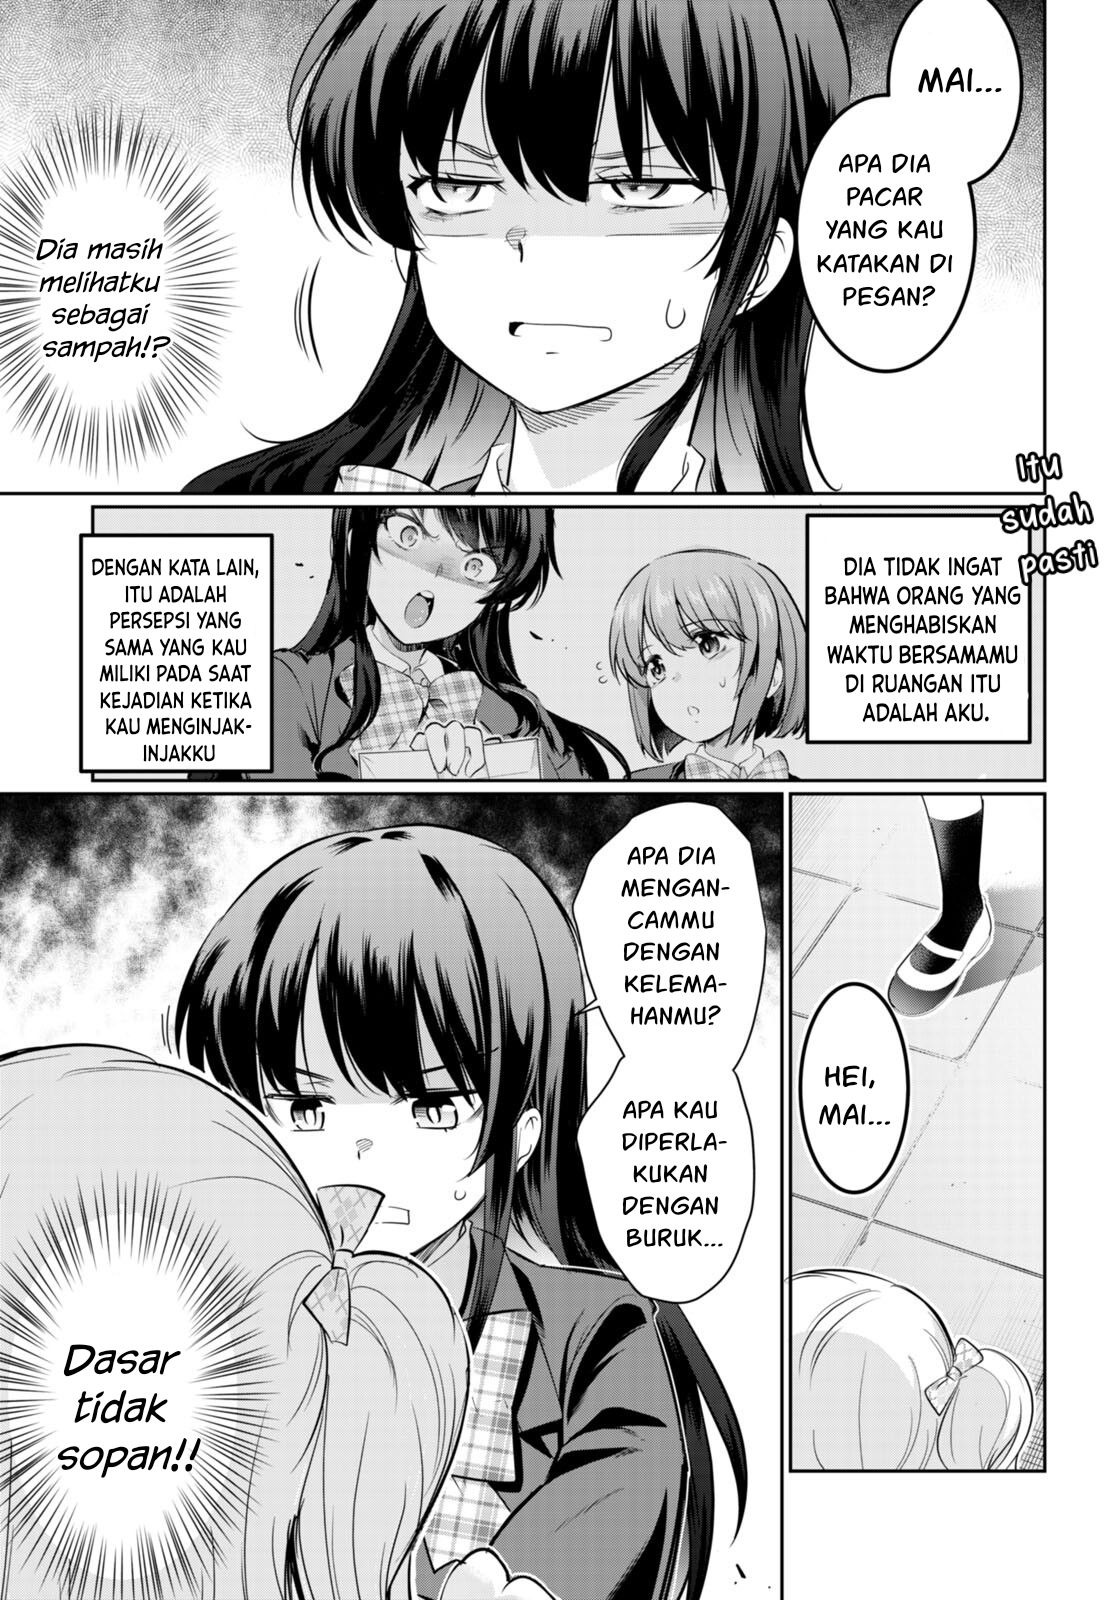 MAI...
APA DIA
PACAR
YANG KAU
KATAKAN DI
PESAN?
Dia masih
melihatku
sebagai
sampah!?
Itu
sudah
pasti
DIA TIDAK INGAT
BAHWA ORANG YANG
MENGHABISKAN
WAKTU BERSAMAMU
DI RUANGAN ITU
ADALAH AKU.
DENGAN KATA LAIN,
ITU ADALAH
PERSEPSI YANG
SAMA YANG KAU
MILIKI PADA SAAT
KEJADIAN KETIKA
KAU MENGINJAK-
INJAKKU
HEI,
MAI...
APA DIA
MENGAN-
CAMMU
DENGAN
KELEMA-
HANMU?
APA KAU
DIPERLA-
KUKAN
DENGAN
BURUK...
Dasar
tidak
sopan!!